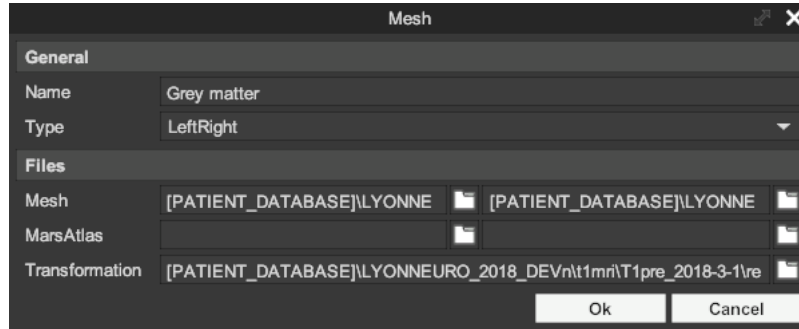 Mesh
General
Name Grey matter
Type LeftRight
Files
Mesh [PATIENT_DATABASE]\LYONNE [PATIENT_DATABASE]\LYONNE
MarsAtlas
Transformation [PATIENT_DATABASE]\LYONNEURO_2018_DEVn\t1mri\T1pre_2018-3-1\re
Ok Cancel